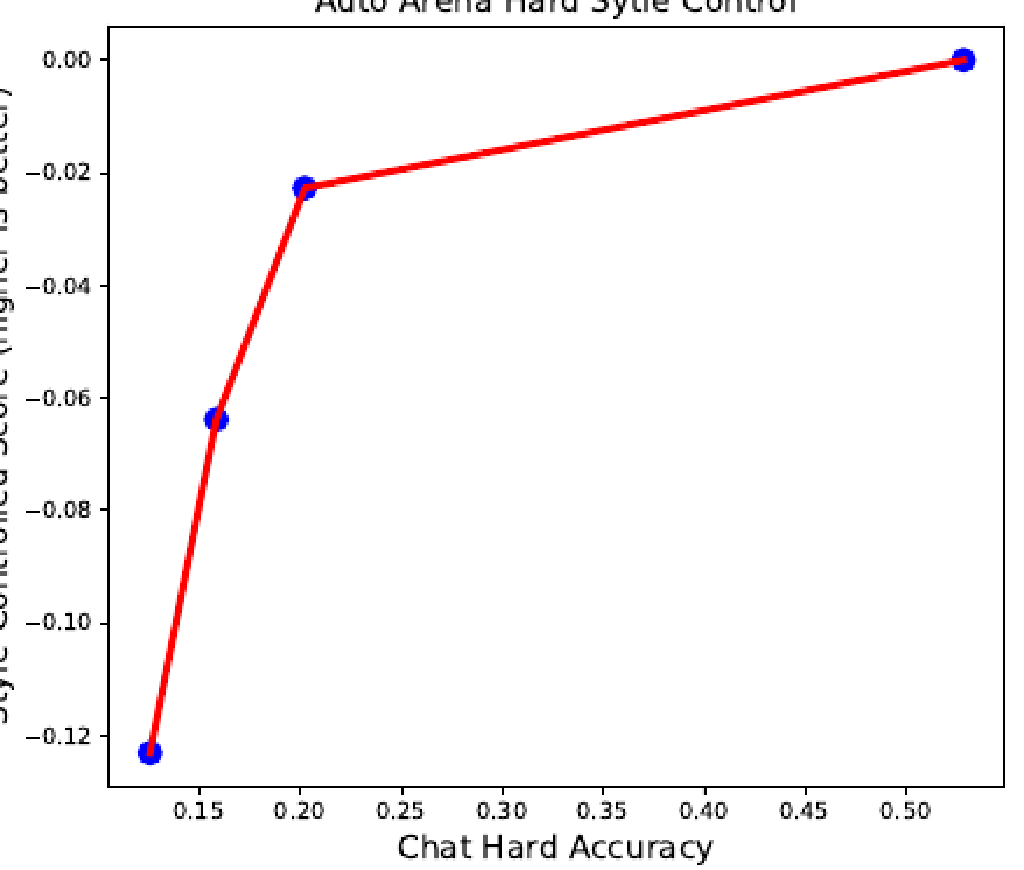 Auto Arena Hard Sytle Control
Style Controlled Score (Higher is better)
0.00
−0.02
−0.04
−0.06
−0.08
−0.10
−0.12
0.15 0.20 0.25 0.30 0.35 0.40 0.45 0.50
Chat Hard Accuracy